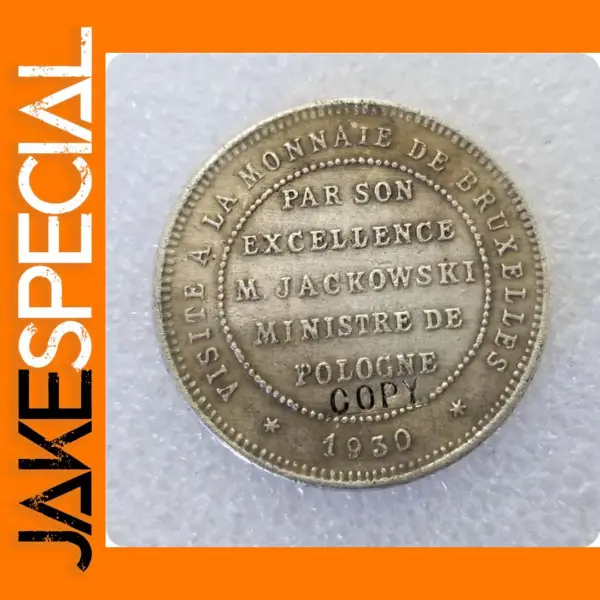 JAKESPECIAL
VISITE À LA MONNAIE DE BRUXELLES
PAR SON
EXCELLENCE
M. JACKOWSKI
MINISTRE DE
POLOGNE
COPY
* 1930 *